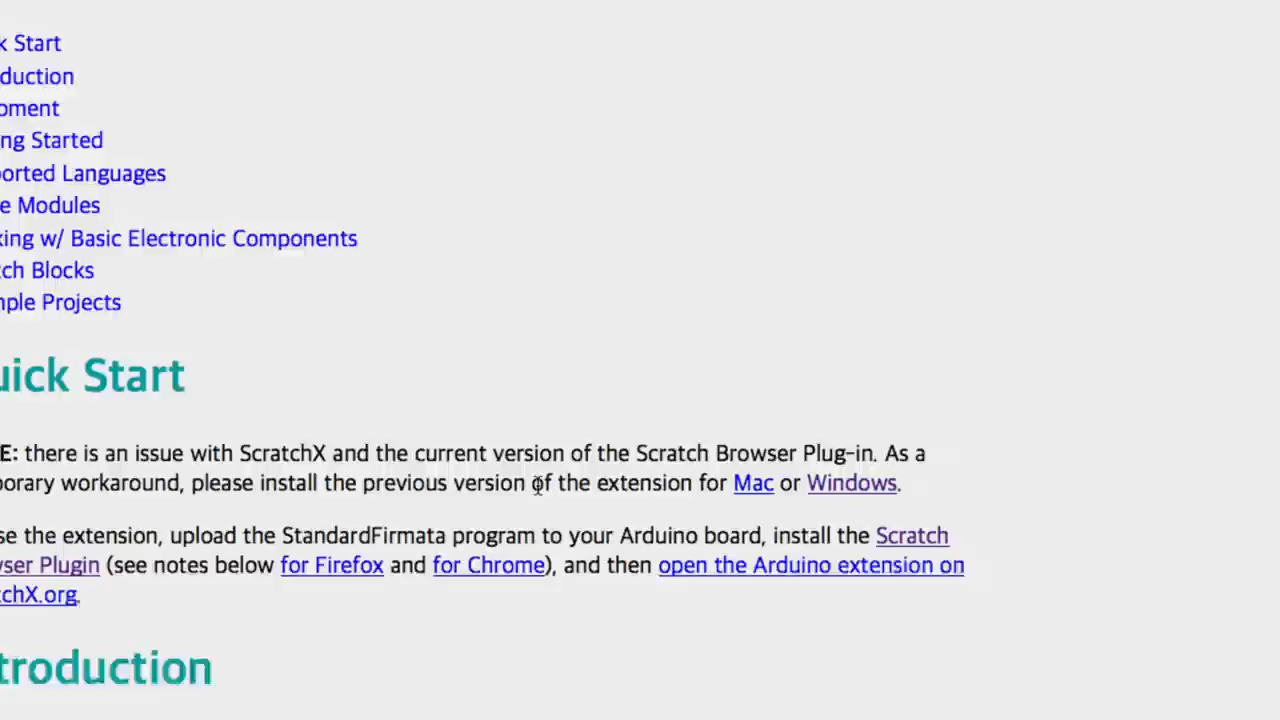 k Start
duction
oment
ng Started
orted Languages
e Modules
king w/ Basic Electronic Components
tch Blocks
mple Projects
uick Start
E: there is an issue with ScratchX and the current version of the Scratch Browser Plug-in. As a
porary workaround, please install the previous version of the extension for Mac or Windows.
se the extension, upload the StandardFirmata program to your Arduino board, install the Scratch
wser Plugin (see notes below for Firefox and for Chrome), and then open the Arduino extension on
tchX.org.
troduction